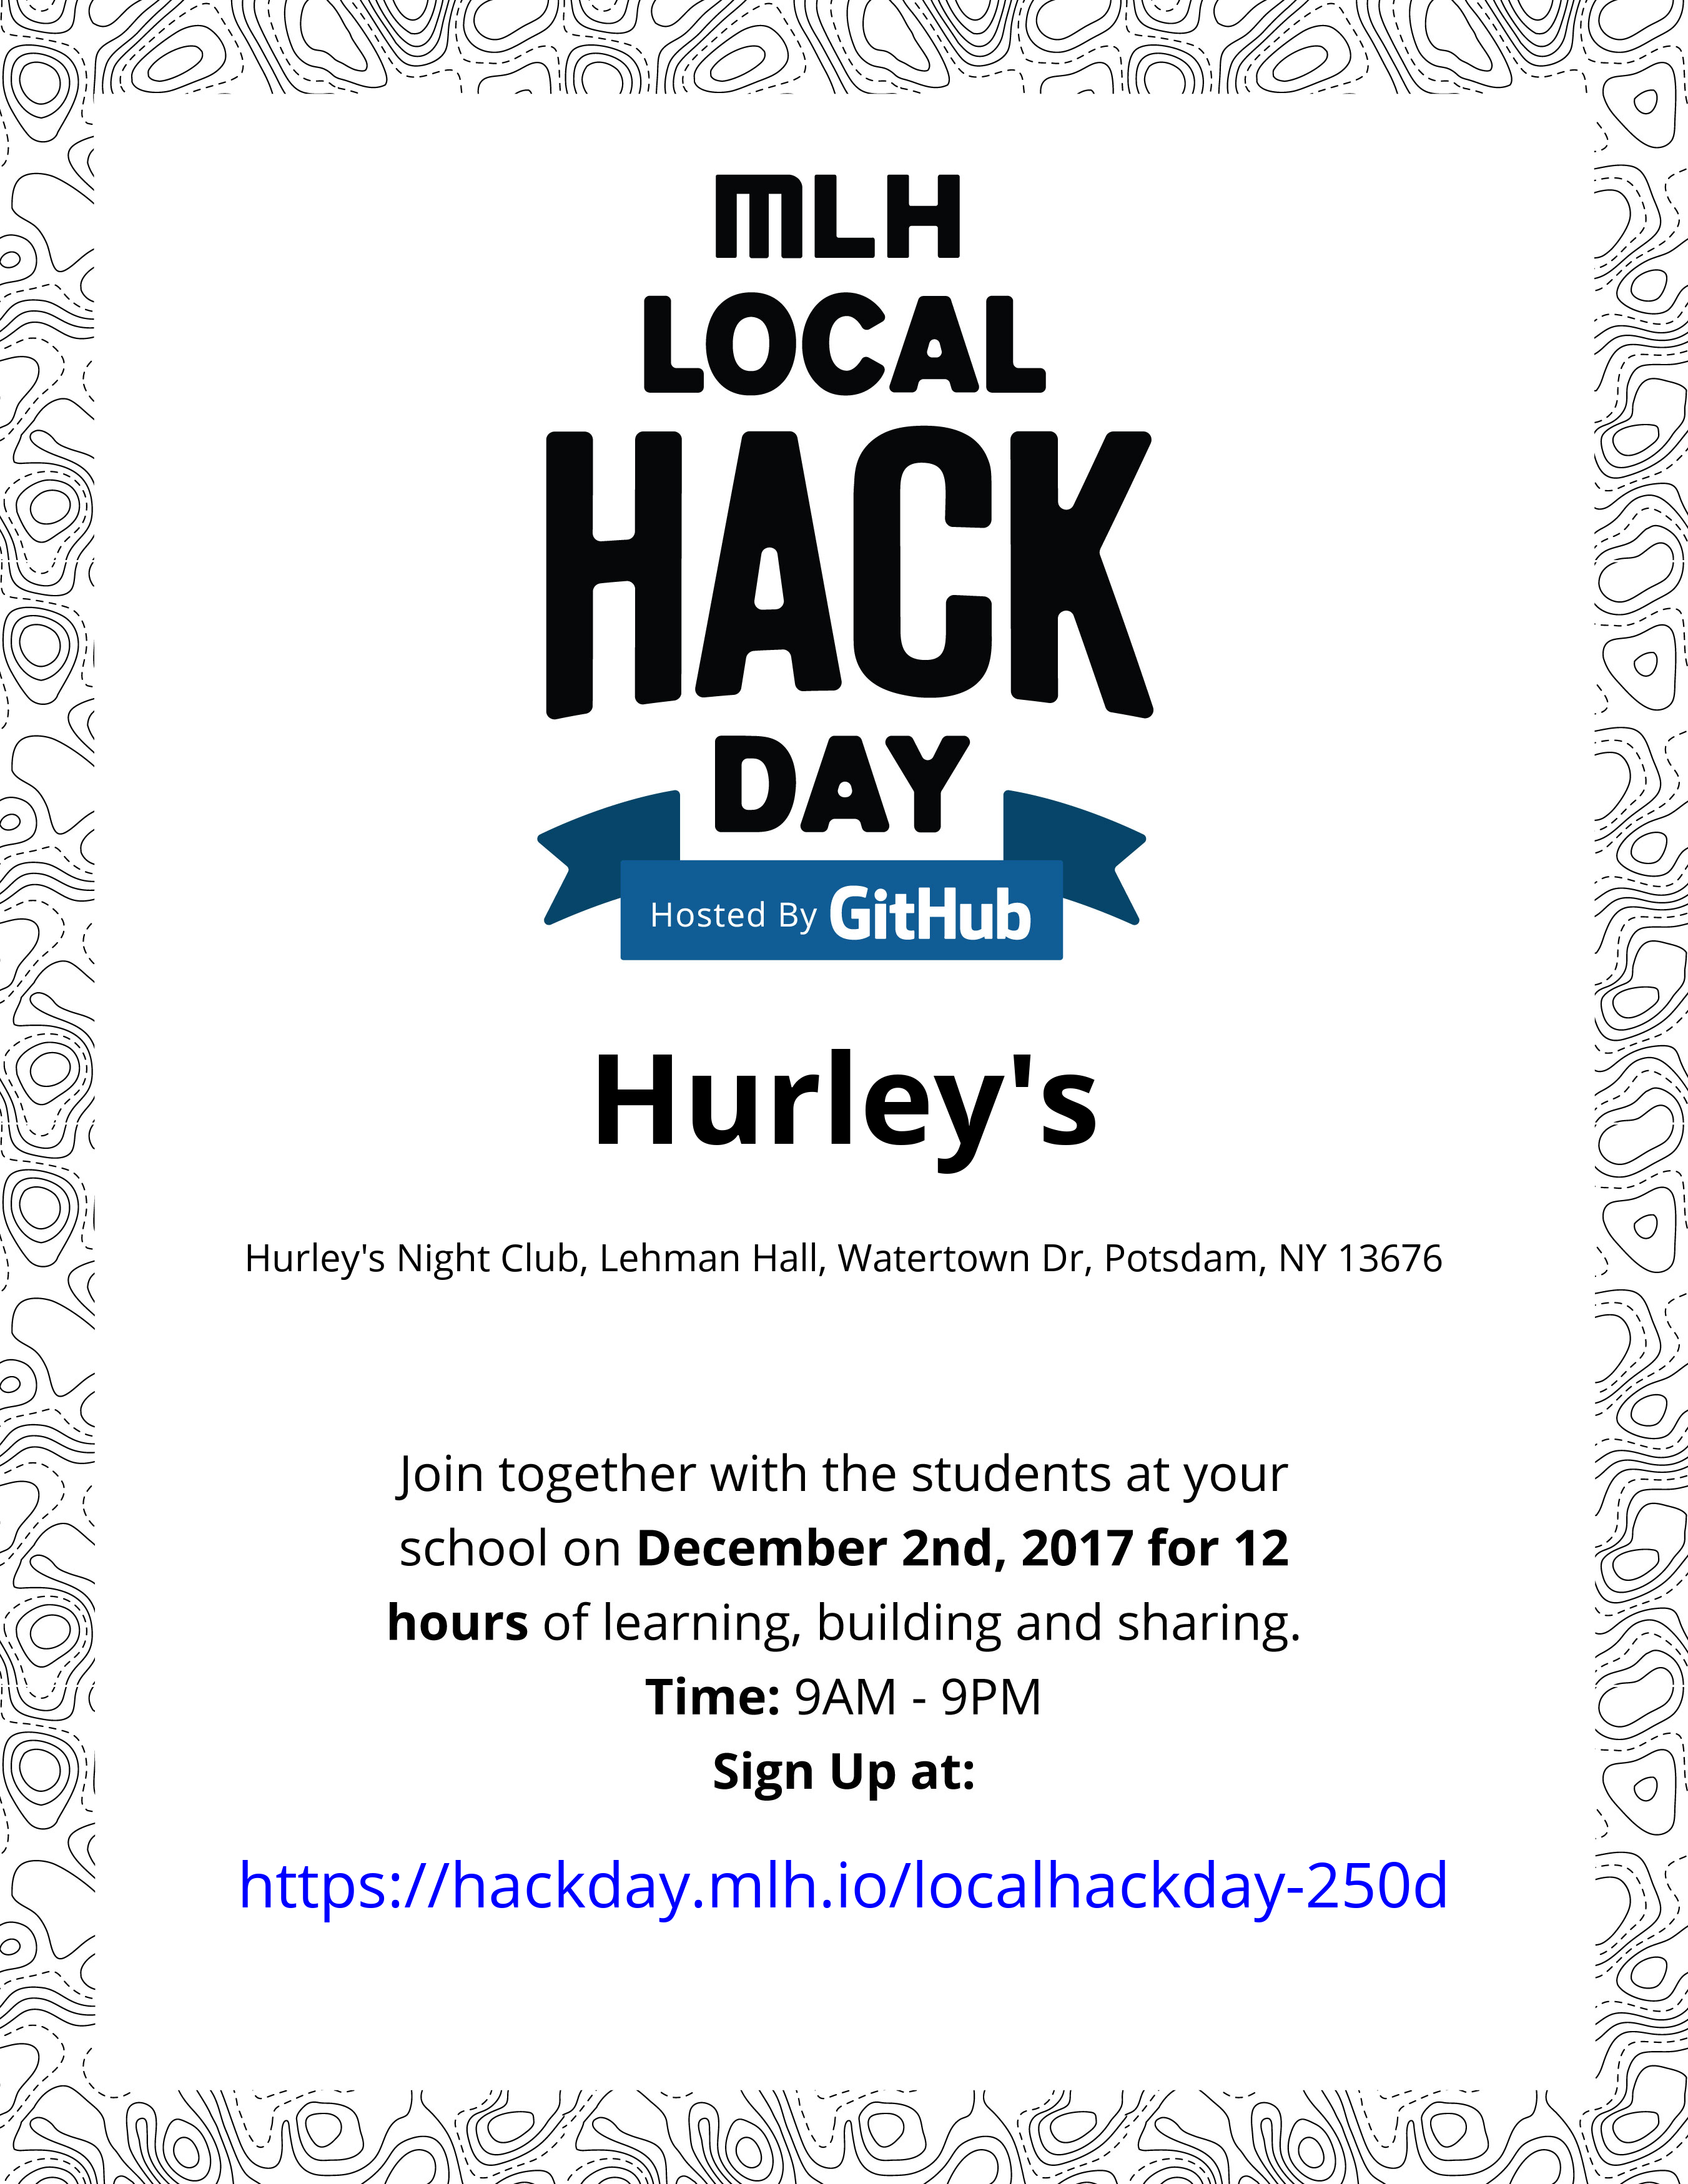 MLH
LOCAL
HACK
DAY
Hosted By GitHub
Hurley's
Hurley's Night Club, Lehman Hall, Watertown Dr, Potsdam, NY 13676
Join together with the students at your
school on December 2nd, 2017 for 12
hours of learning, building and sharing.
Time: 9AM - 9PM
Sign Up at:
https://hackday.mlh.io/localhackday-250d